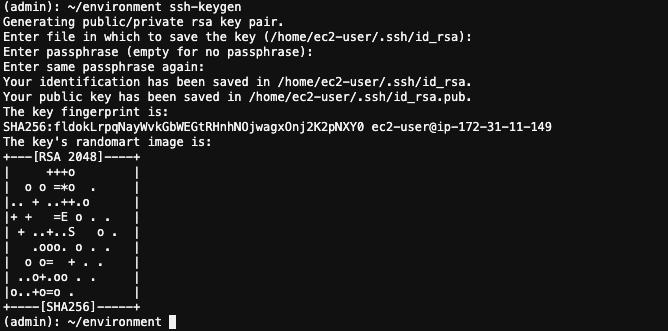 (admin): ~/environment ssh-keygen
Generating public/private rsa key pair.
Enter file in which to save the key (/home/ec2-user/.ssh/id_rsa):
Enter passphrase (empty for no passphrase):
Enter same passphrase again:
Your identification has been saved in /home/ec2-user/.ssh/id_rsa.
Your public key has been saved in /home/ec2-user/.ssh/id_rsa.pub.
The key fingerprint is:
SHA256:fldokLrpqNayWvkGbWEGtRHnhNOjwagxOnj2K2pNXY0 ec2-user@ip-172-31-11-149
The key's randomart image is:
+---[RSA 2048]----+
|     +++o        |
|  o o =*o  .     |
|.. + ..++.o      |
|+ +   =E o . .   |
| + ..+..S   o .  |
|   .ooo. o . .   |
|  o o=  + . .    |
| ..o+.oo . .     |
|o..+o=o .        |
+----[SHA256]-----+
(admin): ~/environment